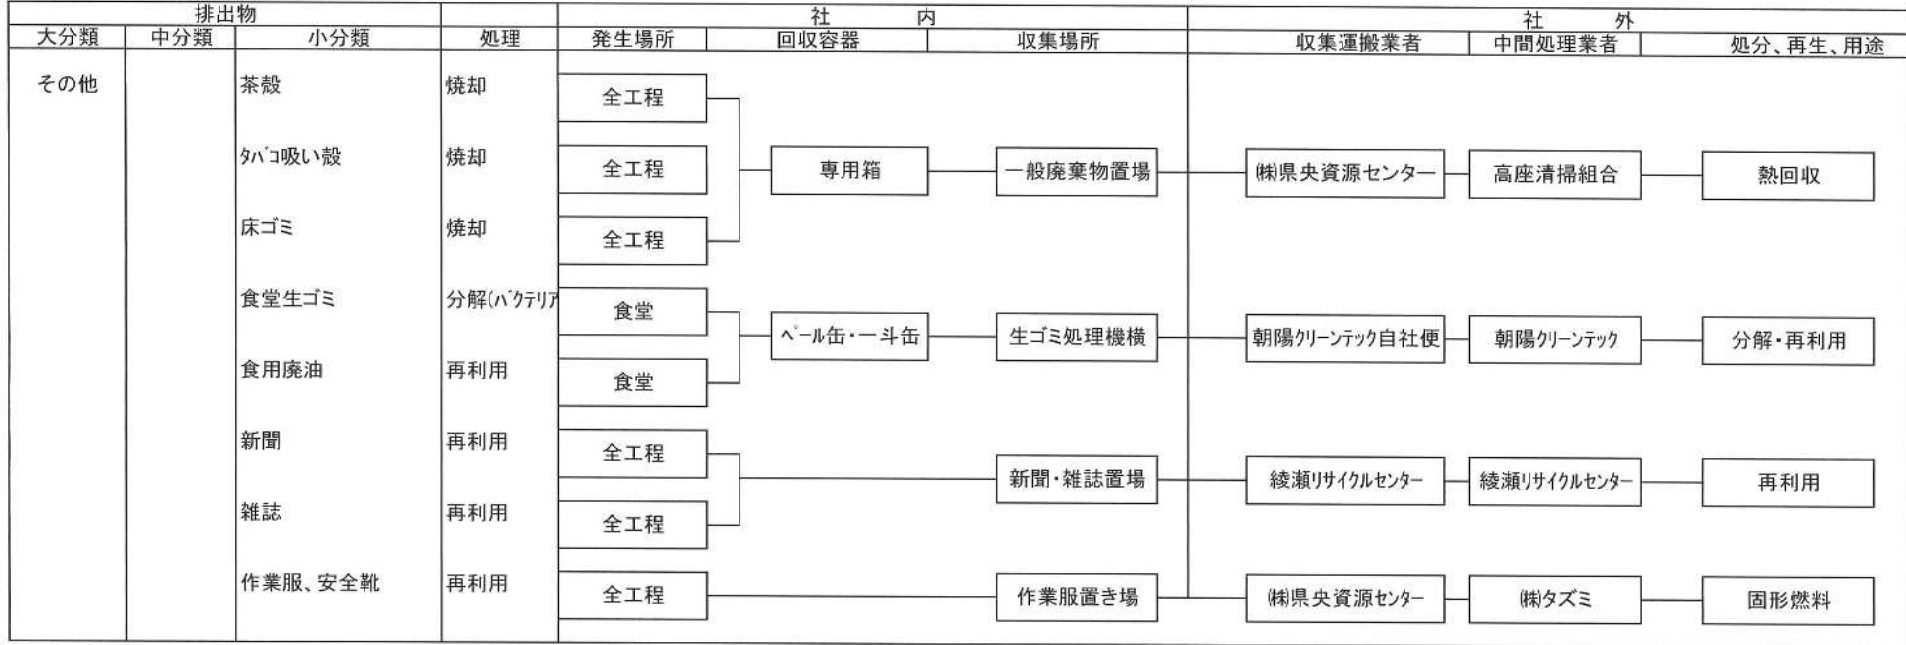 排出物 社 内 社 外
大分類 中分類 小分類 処理 発生場所 回収容器 収集場所 収集運搬業者 中間処理業者 処分、再生、用途
その他 茶殻 焼却 全工程
タバコ吸い殻 焼却 全工程 専用箱 一般廃棄物置場 ㈱県央資源センター 高座清掃組合 熱回収
床ゴミ 焼却 全工程
食堂生ゴミ 分解(バクテリア 食堂
ペール缶・一斗缶 生ゴミ処理機横 朝陽クリーンテック自社便 朝陽クリーンテック 分解・再利用
食用廃油 再利用 食堂
新聞 再利用 全工程
新聞・雑誌置場 綾瀬リサイクルセンター 綾瀬リサイクルセンター 再利用
雑誌 再利用 全工程
作業服、安全靴 再利用 全工程 作業服置き場 ㈱県央資源センター ㈱タズミ 固形燃料